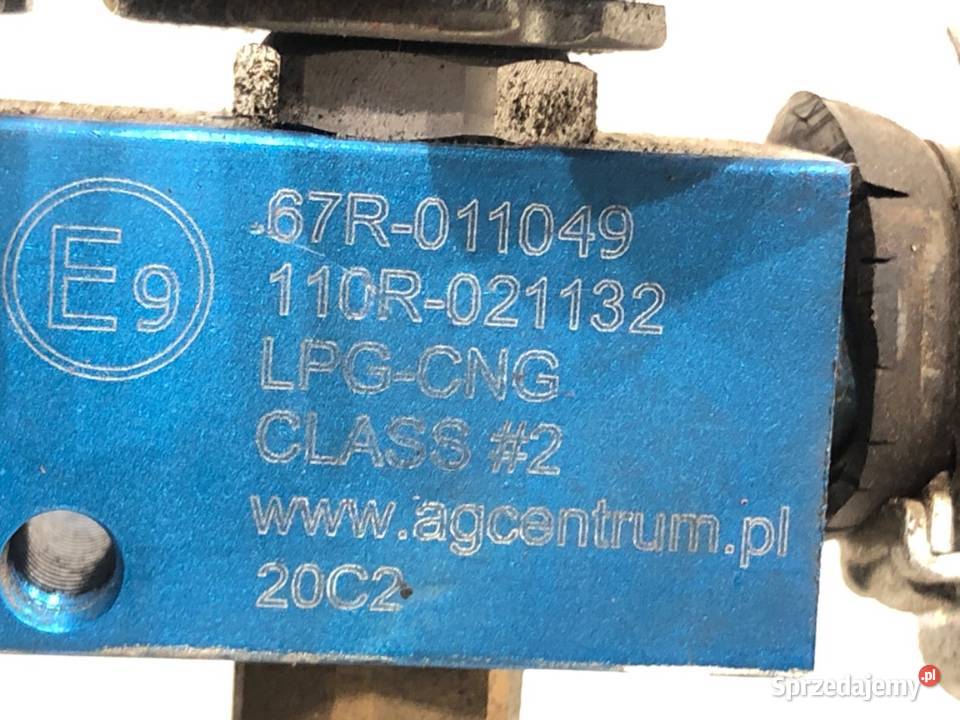 E9
67R-011049
110R-021132
LPG-CNG
CLASS #2
www.agcentrum.pl
20C2
Sprzedajemy.pl